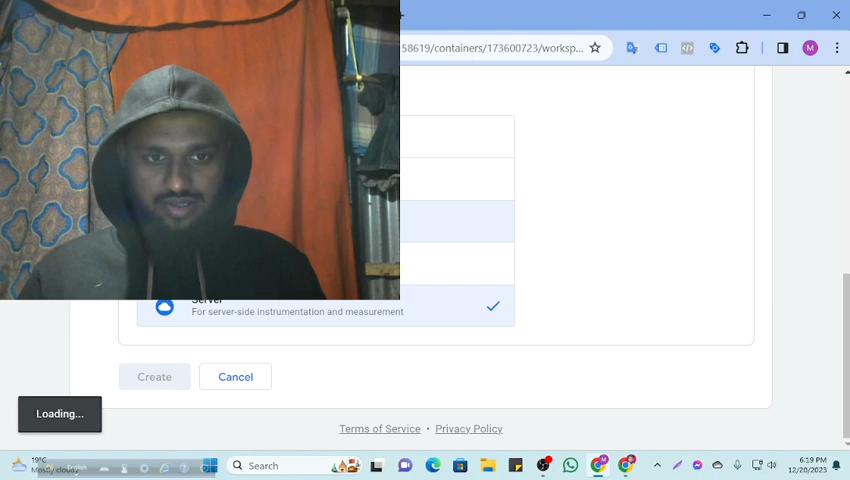 58619/containers/173600723/worksp...
M
Server
For server-side instrumentation and measurement
Create
Cancel
Loading...
Terms of Service • Privacy Policy
19°C
Mostly cloudy
English
Search
6:19 PM
12/20/2023